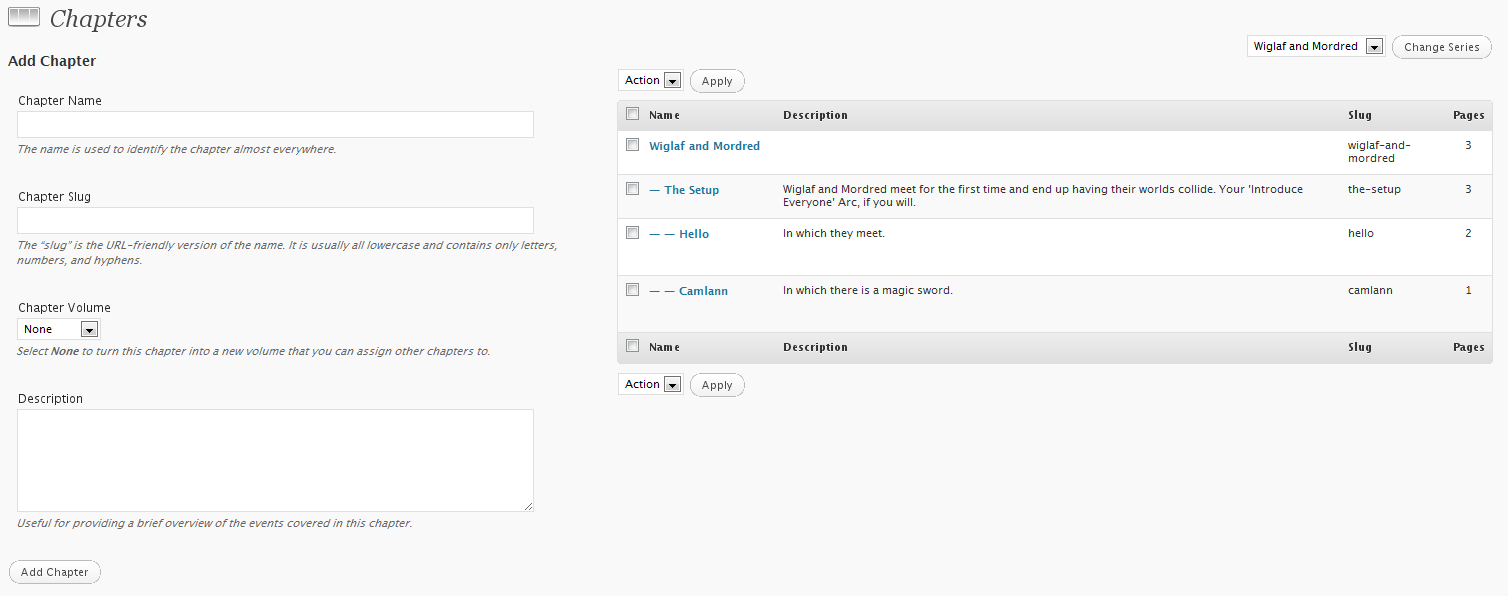 Chapters
Add Chapter
Chapter Name
The name is used to identify the chapter almost everywhere.
Chapter Slug
The “slug” is the URL-friendly version of the name. It is usually all lowercase and contains only letters,
numbers, and hyphens.
Chapter Volume
None
Select None to turn this chapter into a new volume that you can assign other chapters to.
Description
Useful for providing a brief overview of the events covered in this chapter.
Add Chapter
Wiglaf and Mordred Change Series
Action Apply
Name Description Slug Pages
Wiglaf and Mordred wiglaf-and- 3
mordred
— The Setup Wiglaf and Mordred meet for the first time and end up having their worlds collide. Your 'Introduce the-setup 3
Everyone' Arc, if you will.
— — Hello In which they meet. hello 2
— — Camlann In which there is a magic sword. camlann 1
Name Description Slug Pages
Action Apply